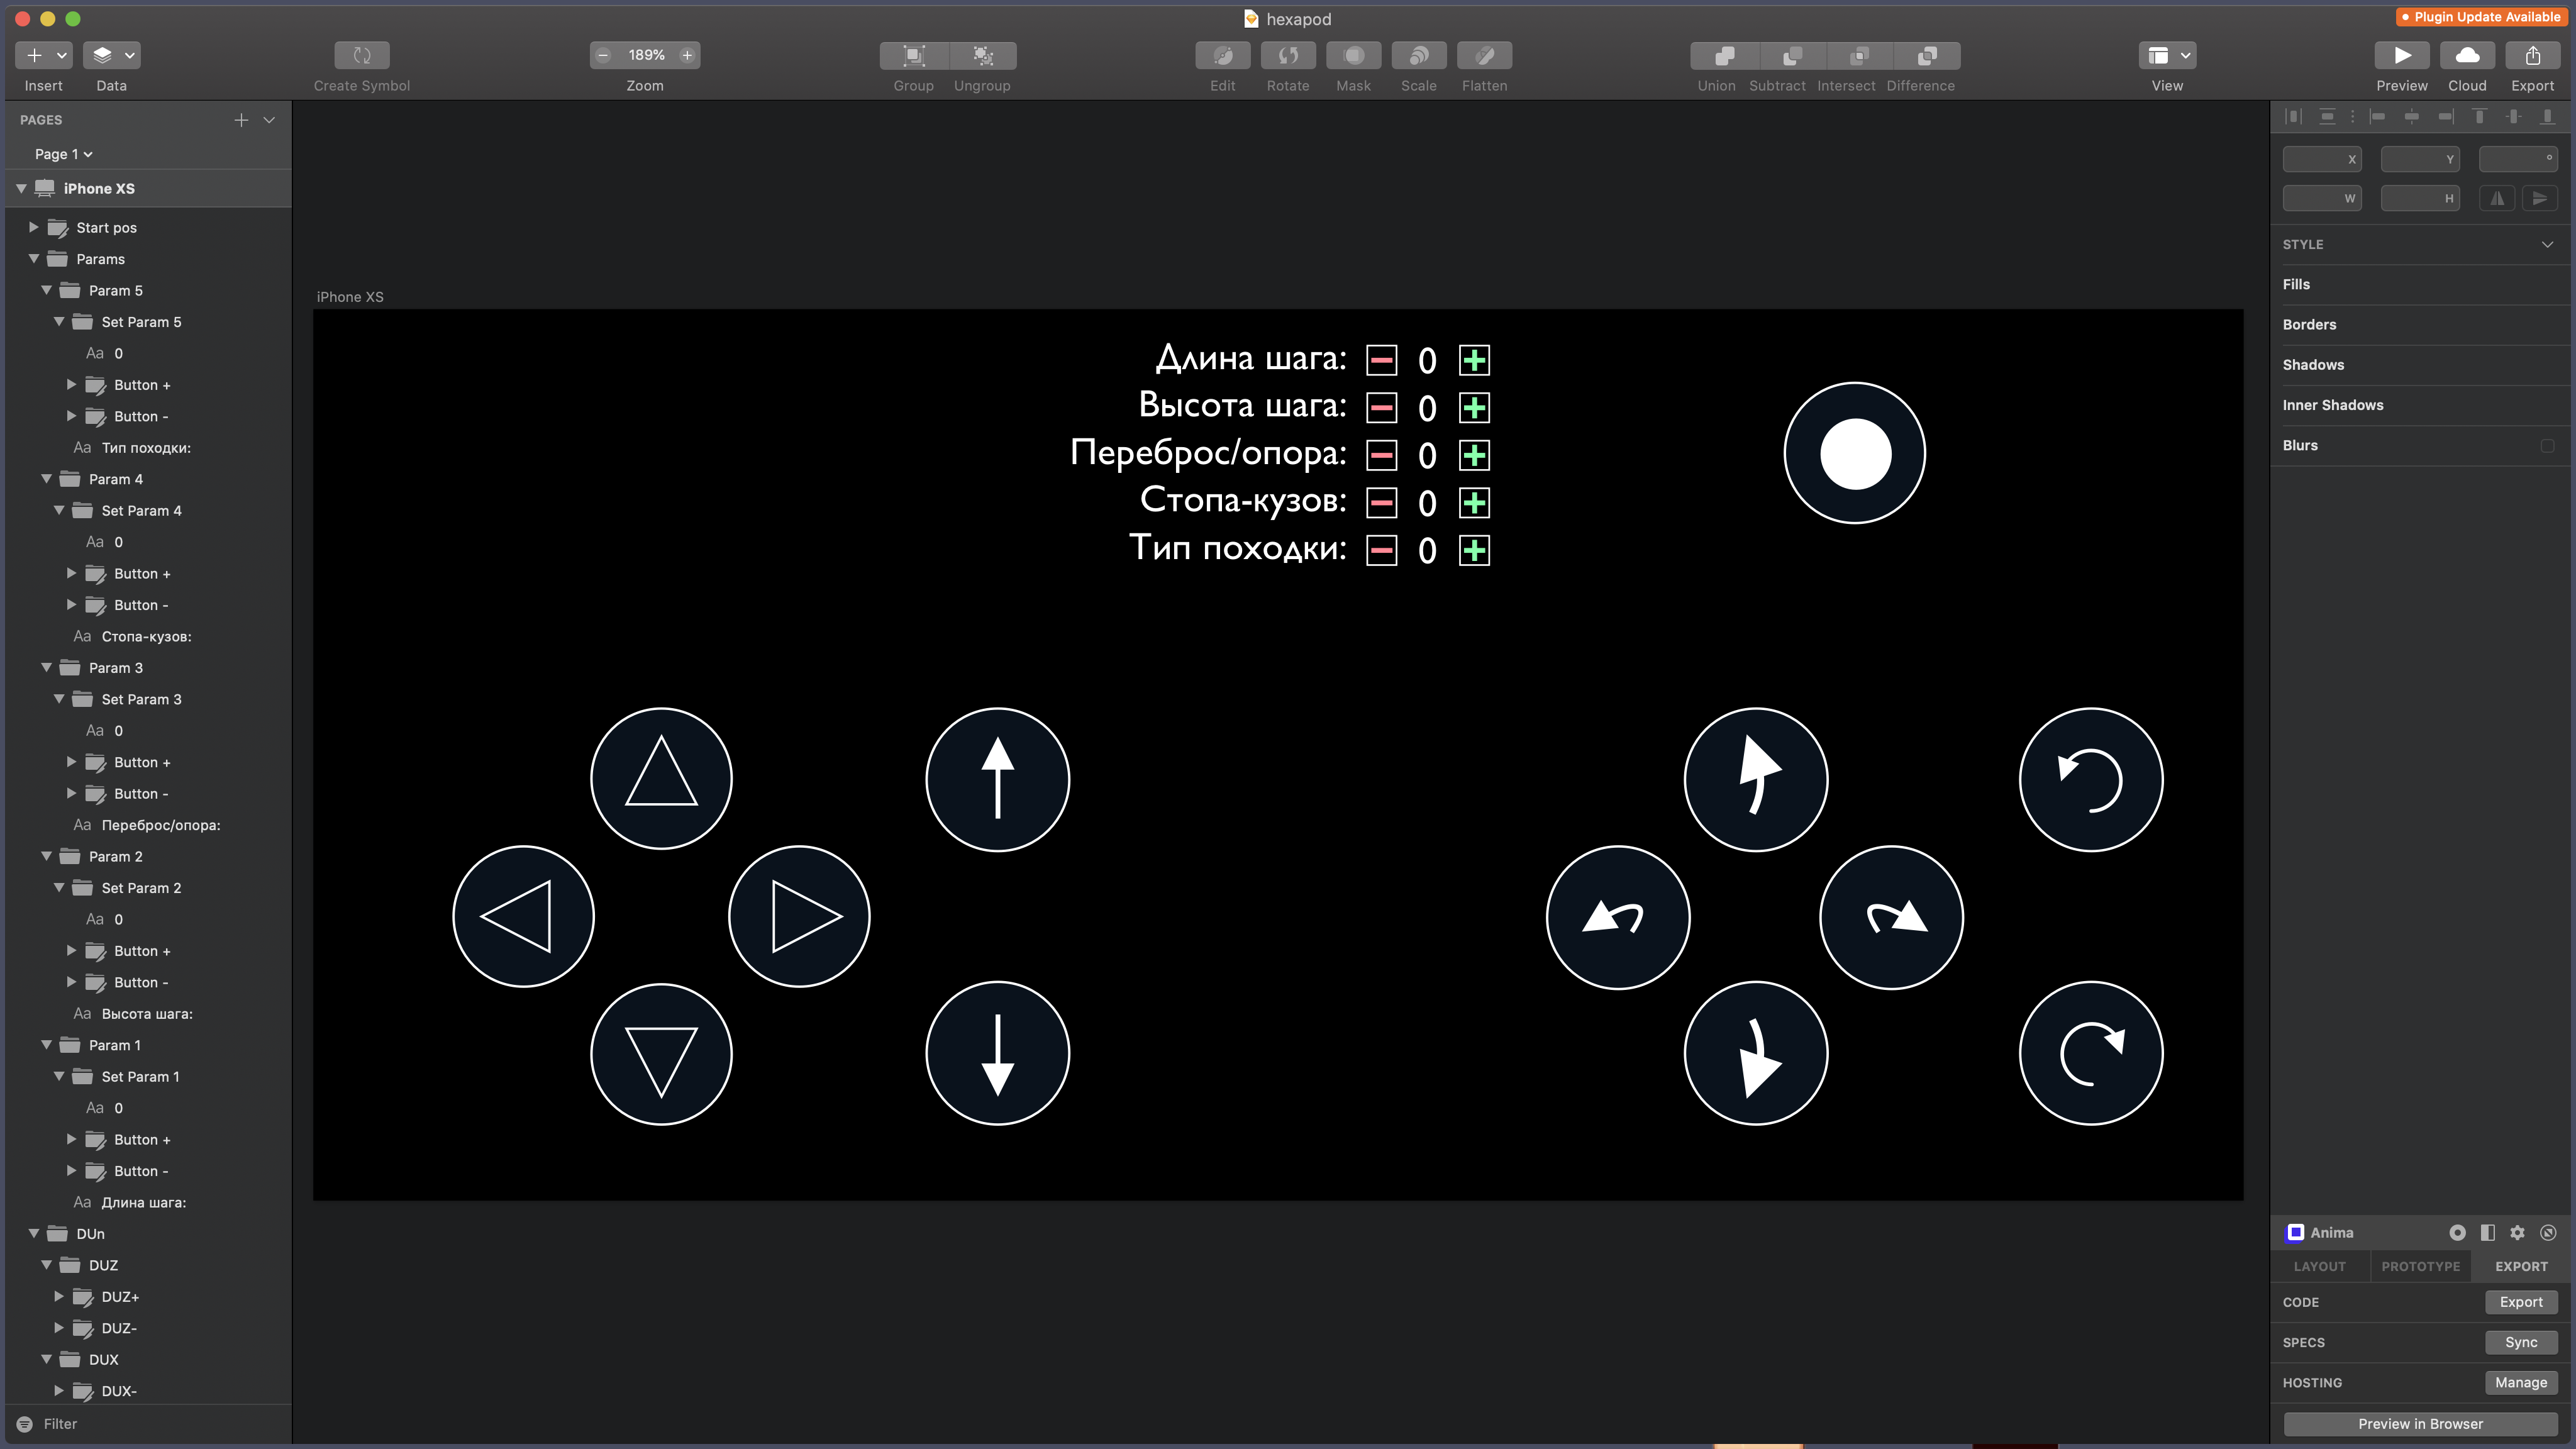 hexapod
Plugin Update Available
189%
Insert
Data
Create Symbol
Zoom
Group
Ungroup
Edit
Rotate
Mask
Scale
Flatten
Union
Subtract
Intersect
Difference
View
Preview
Cloud
Export
PAGES
Page 1
iPhone XS
Start pos
Params
Param 5
Set Param 5
Aa 0
Button +
Button -
Aa Тип походки:
Param 4
Set Param 4
Aa 0
Button +
Button -
Aa Стопа-кузов:
Param 3
Set Param 3
Aa 0
Button +
Button -
Aa Переброс/опора:
Param 2
Set Param 2
Aa 0
Button +
Button -
Aa Высота шага:
Param 1
Set Param 1
Aa 0
Button +
Button -
Aa Длина шага:
DUn
DUZ
DUZ+
DUZ-
DUX
DUX-
Filter
iPhone XS
Длина шага: 0
Высота шага: 0
Переброс/опора: 0
Стопа-кузов: 0
Тип походки: 0
X
Y
°
W
H
STYLE
Fills
Borders
Shadows
Inner Shadows
Blurs
Anima
LAYOUT
PROTOTYPE
EXPORT
CODE
Export
SPECS
Sync
HOSTING
Manage
Preview in Browser